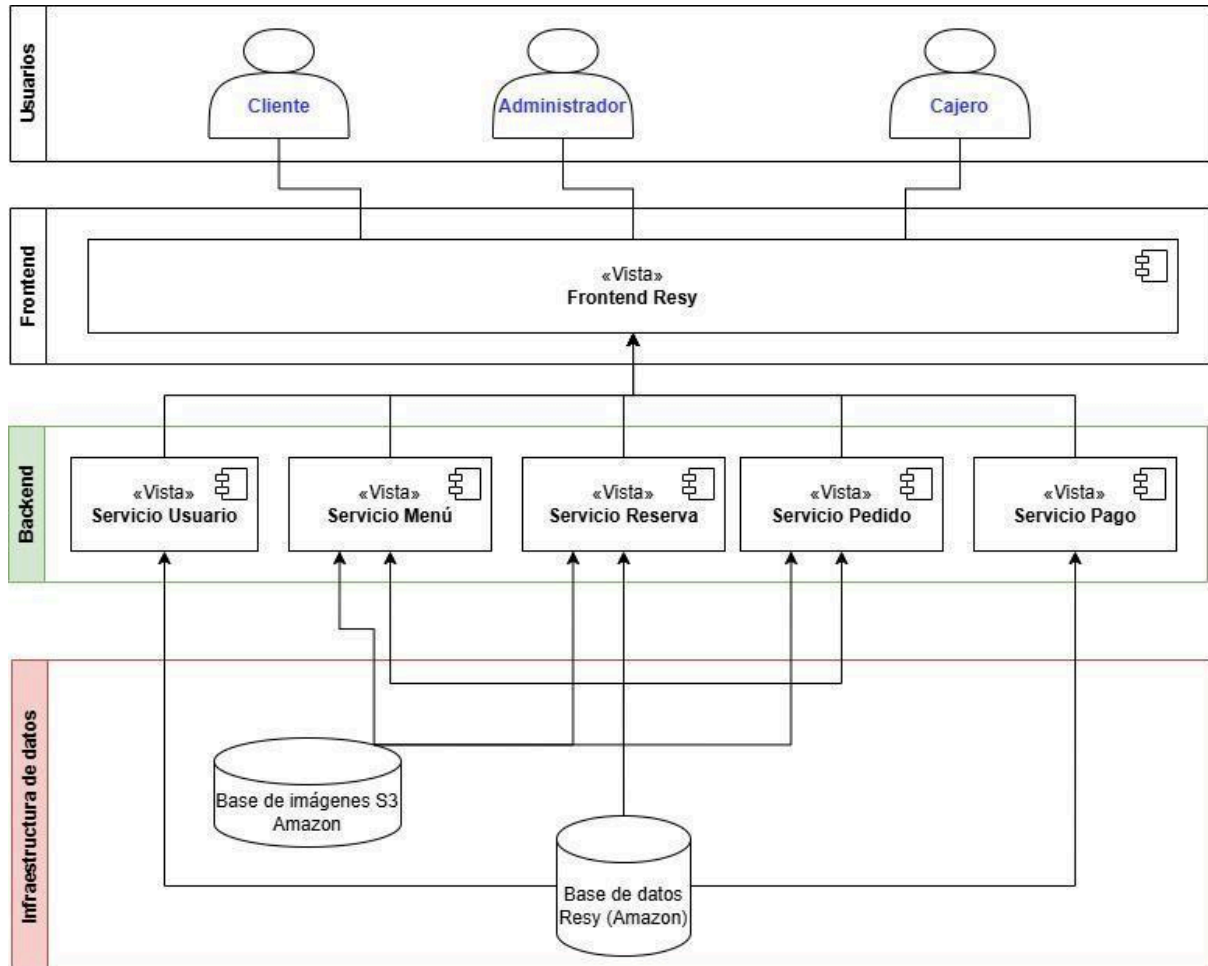 Usuarios
Cliente
Administrador
Cajero
Frontend
«Vista»
Frontend Resy
Backend
«Vista»
Servicio Usuario
«Vista»
Servicio Menú
«Vista»
Servicio Reserva
«Vista»
Servicio Pedido
«Vista»
Servicio Pago
Infraestructura de datos
Base de imágenes S3
Amazon
Base de datos
Resy (Amazon)